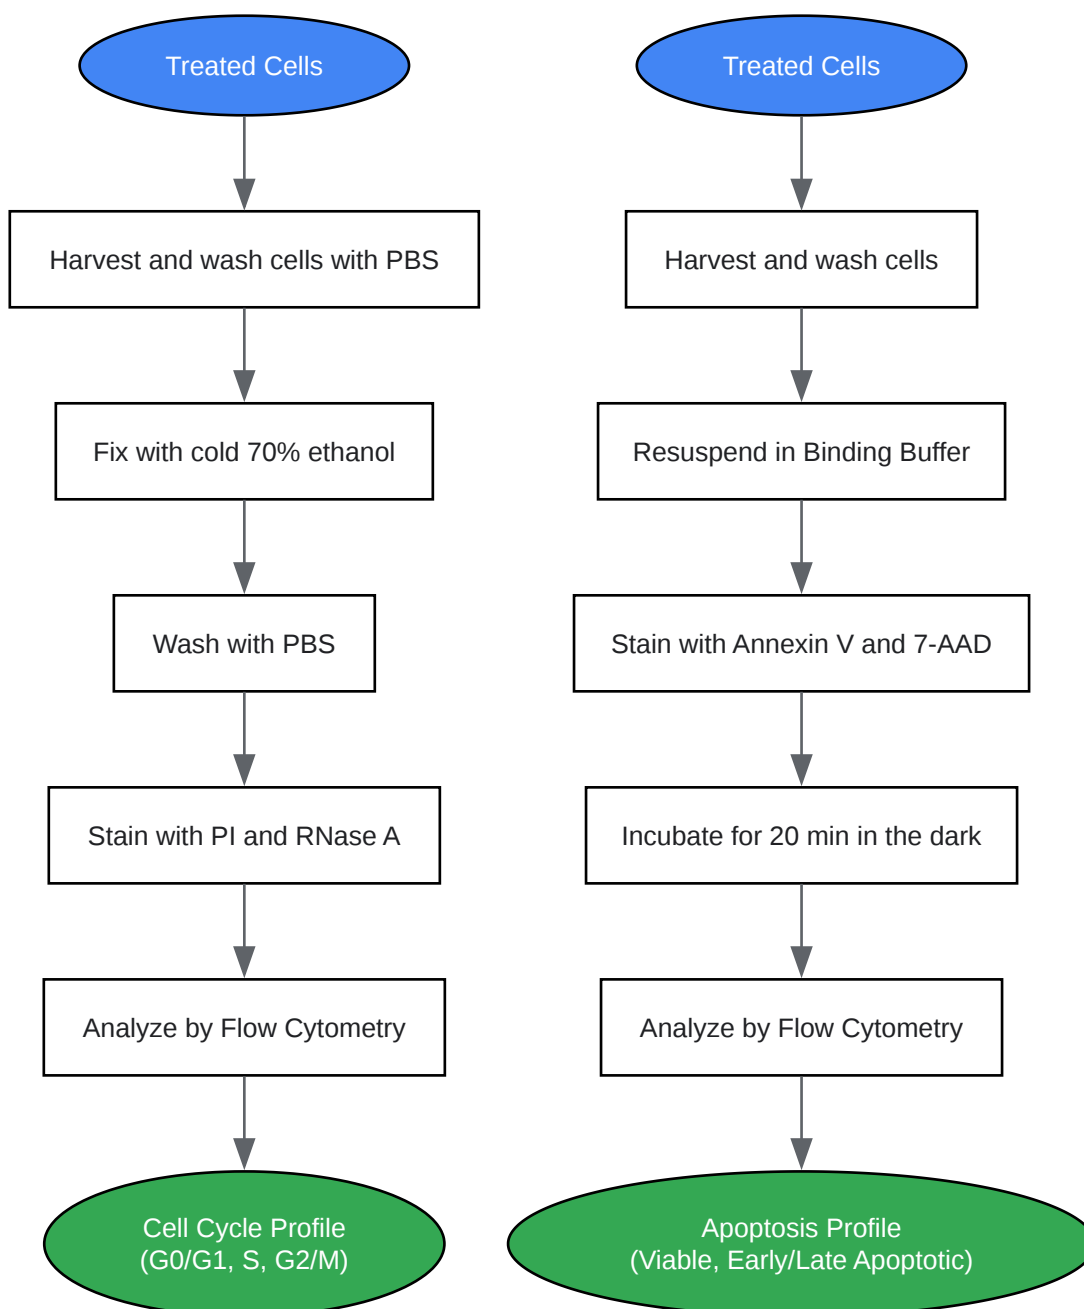 Treated Cells
Harvest and wash cells with PBS
Fix with cold 70% ethanol
Wash with PBS
Stain with PI and RNase A
Analyze by Flow Cytometry
Cell Cycle Profile
(G0/G1, S, G2/M)
Treated Cells
Harvest and wash cells
Resuspend in Binding Buffer
Stain with Annexin V and 7-AAD
Incubate for 20 min in the dark
Analyze by Flow Cytometry
Apoptosis Profile
(Viable, Early/Late Apoptotic)